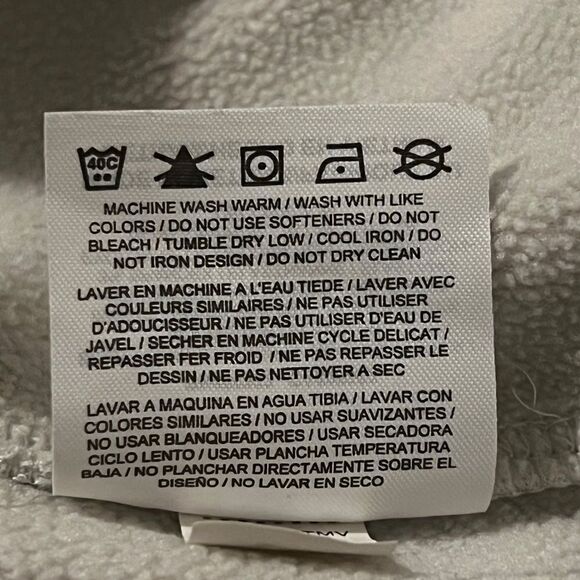 40C
MACHINE WASH WARM / WASH WITH LIKE
COLORS / DO NOT USE SOFTENERS / DO NOT
BLEACH / TUMBLE DRY LOW / COOL IRON / DO
NOT IRON DESIGN / DO NOT DRY CLEAN
LAVER EN MACHINE A L'EAU TIEDE / LAVER AVEC
COULEURS SIMILAIRES / NE PAS UTILISER
D'ADOUCISSEUR / NE PAS UTILISER D'EAU DE
JAVEL / SECHER EN MACHINE CYCLE DELICAT /
REPASSER FER FROID / NE PAS REPASSER LE
DESSIN / NE PAS NETTOYER A SEC
LAVAR A MAQUINA EN AGUA TIBIA / LAVAR CON
COLORES SIMILARES / NO USAR SUAVIZANTES /
NO USAR BLANQUEADORES / USAR SECADORA
CICLO LENTO / USAR PLANCHA TEMPERATURA
BAJA / NO PLANCHAR DIRECTAMENTE SOBRE EL
DISEÑO / NO LAVAR EN SECO